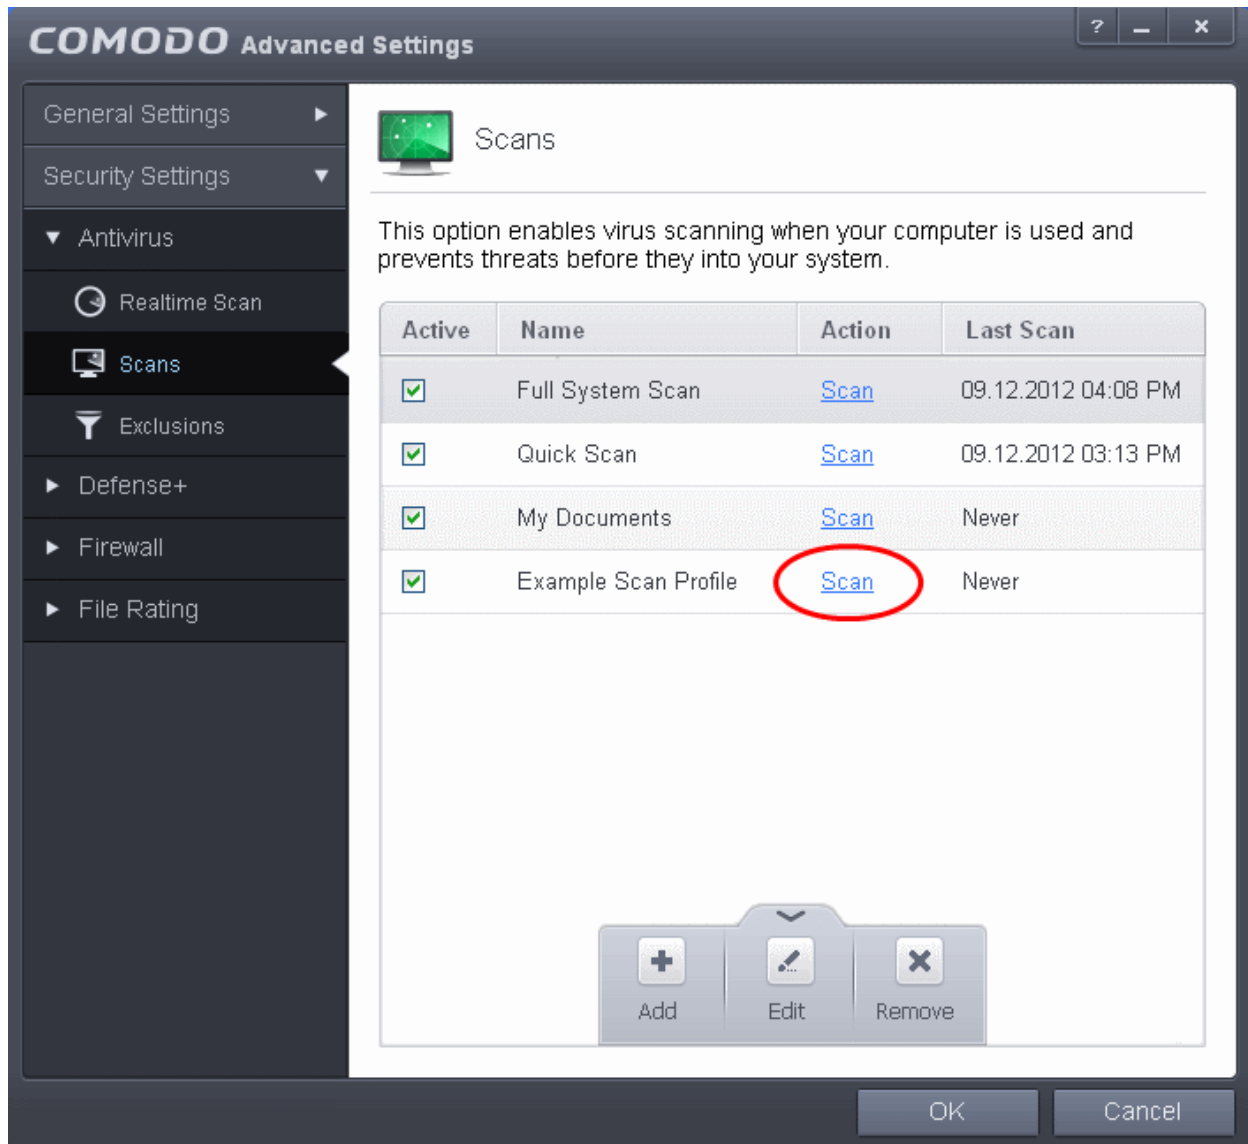 COMODO Advanced Settings
?
General Settings
Security Settings
Antivirus
Realtime Scan
Scans
Exclusions
Defense+
Firewall
File Rating
Scans
This option enables virus scanning when your computer is used and
prevents threats before they into your system.
Active Name Action Last Scan
Full System Scan Scan 09.12.2012 04:08 PM
Quick Scan Scan 09.12.2012 03:13 PM
My Documents Scan Never
Example Scan Profile Scan Never
Add Edit Remove
OK Cancel